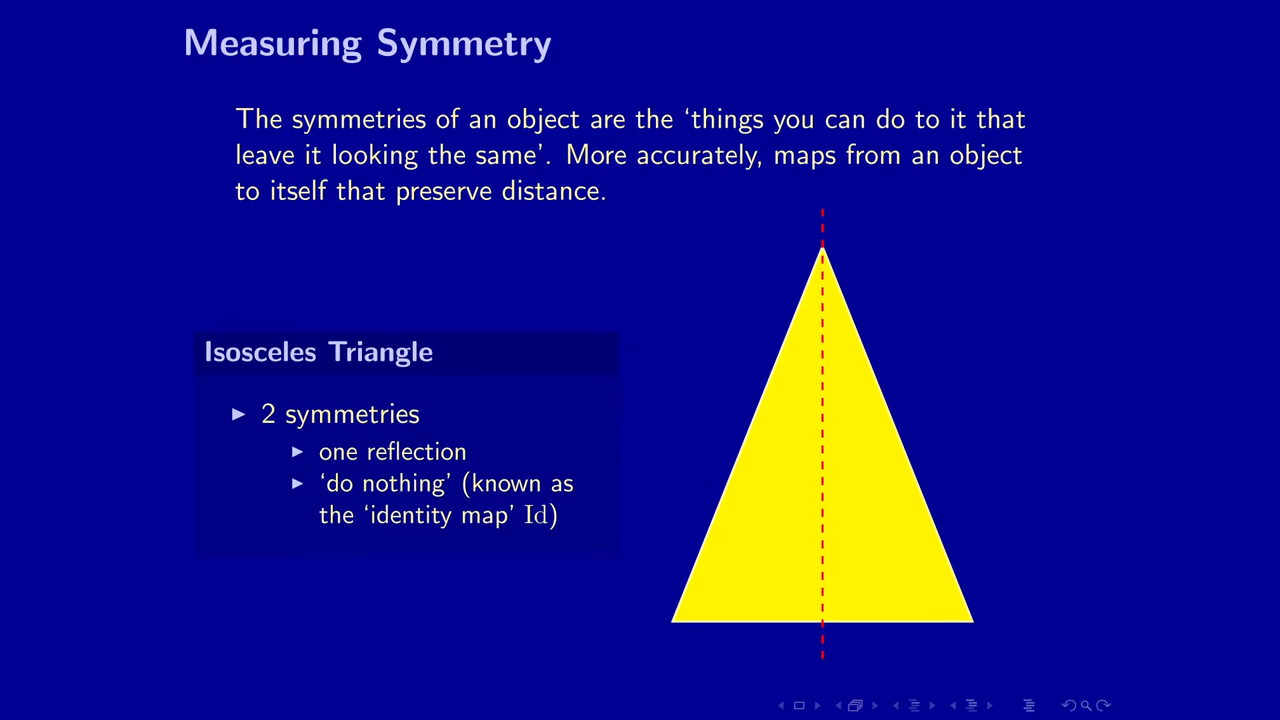 Measuring Symmetry
The symmetries of an object are the ‘things you can do to it that
leave it looking the same’. More accurately, maps from an object
to itself that preserve distance.
Isosceles Triangle
2 symmetries
one reflection
‘do nothing’ (known as
the ‘identity map’ Id)